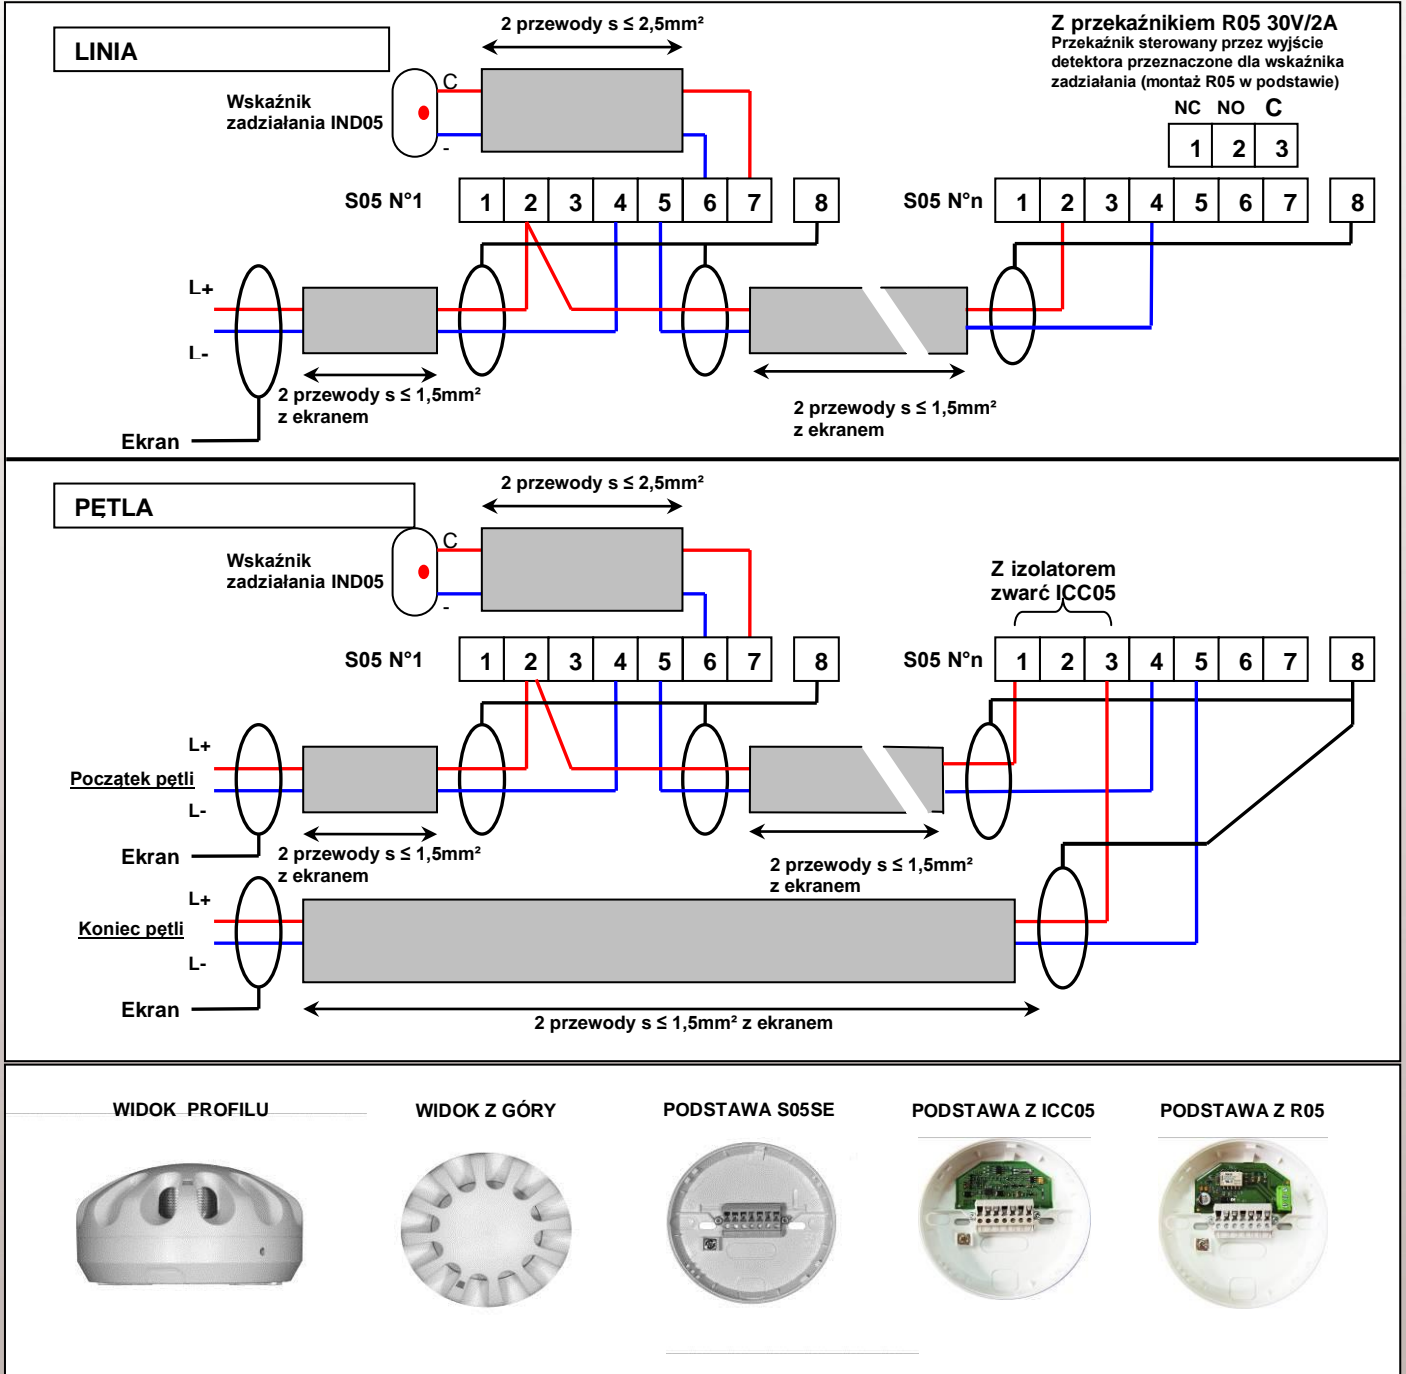 LINIA
2 przewody s ≤ 2,5mm²
Z przekaźnikiem R05 30V/2A
Przekaźnik sterowany przez wyjście
detektora przeznaczone dla wskaźnika
zadziałania (montaż R05 w podstawie)
Wskaźnik
zadziałania IND05
C
-
NC NO C
1 2 3
S05 N°1
1 2 3 4 5 6 7 8
S05 N°n
1 2 3 4 5 6 7 8
L+
L-
2 przewody s ≤ 1,5mm²
z ekranem
2 przewody s ≤ 1,5mm²
z ekranem
Ekran
PĘTLA
2 przewody s ≤ 2,5mm²
Wskaźnik
zadziałania IND05
C
-
Z izolatorem
zwarć ICC05
S05 N°1
1 2 3 4 5 6 7 8
S05 N°n
1 2 3 4 5 6 7 8
L+
Początek pętli
L-
Ekran
2 przewody s ≤ 1,5mm²
z ekranem
2 przewody s ≤ 1,5mm²
z ekranem
L+
Koniec pętli
L-
Ekran
2 przewody s ≤ 1,5mm² z ekranem
WIDOK PROFILU
WIDOK Z GÓRY
PODSTAWA S05SE
PODSTAWA Z ICC05
PODSTAWA Z R05